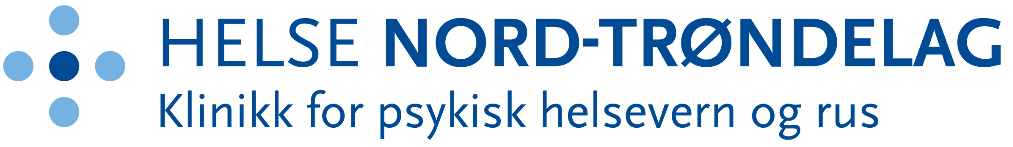 HELSE NORD-TRØNDELAG
Klinikk for psykisk helsevern og rus